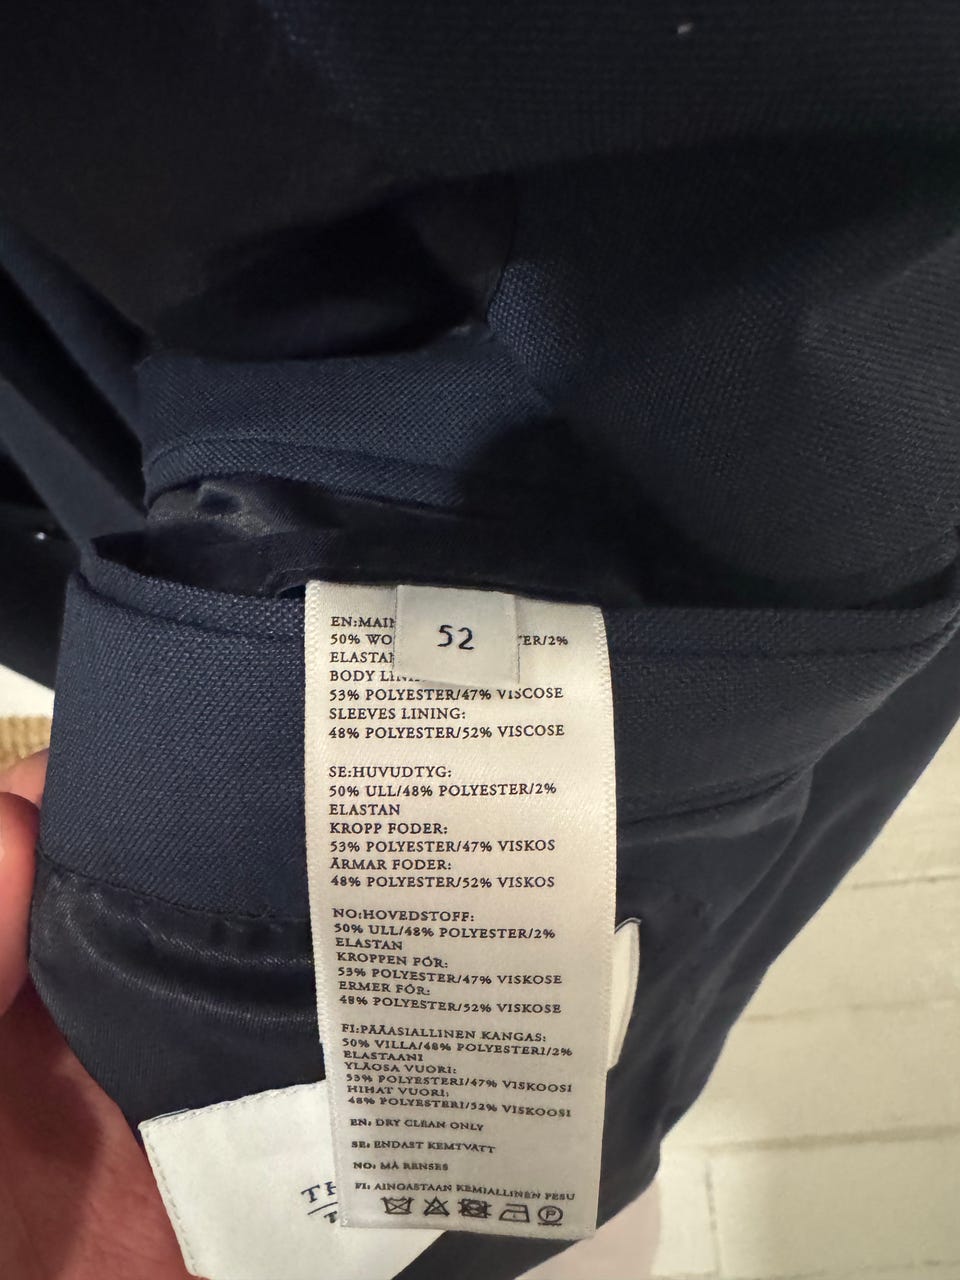 52
EN:MAIN
50% WO ER/2%
ELASTAN
BODY LIN
53% POLYESTER/47% VISCOSE
SLEEVES LINING:
48% POLYESTER/52% VISCOSE
SE:HUVUDTYG:
50% ULL/48% POLYESTER/2%
ELASTAN
KROPP FODER:
53% POLYESTER/47% VISKOS
ÄRMAR FODER:
48% POLYESTER/52% VISKOS
NO:HOVEDSTOFF:
50% ULL/48% POLYESTER/2%
ELASTAN
KROPPEN FÓR:
53% POLYESTER/47% VISKOSE
ERMER FÓR:
48% POLYESTER/52% VISKOSE
FI:PÄÄASIALLINEN KANGAS:
50% VILLA/48% POLYESTERI/2%
ELASTAANI
YLÄOSA VUORI:
53% POLYESTERI/47% VISKOOSI
HIHAT VUORI:
48% POLYESTERI/52% VISKOOSI
EN: DRY CLEAN ONLY
SE: ENDAST KEMTVATT
NO: MÅ RENSES
FI: AINOASTAAN KEMIALLINEN PESU
P
TH
T